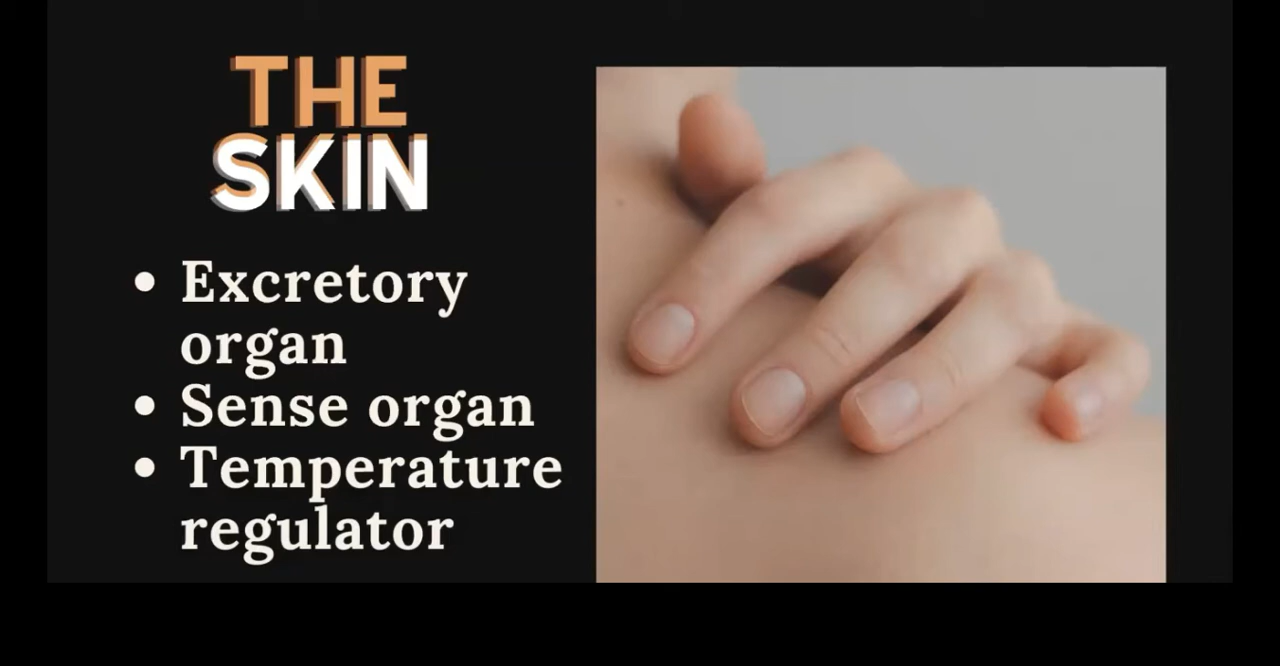 THE
SKIN
• Excretory
organ
• Sense organ
• Temperature
regulator